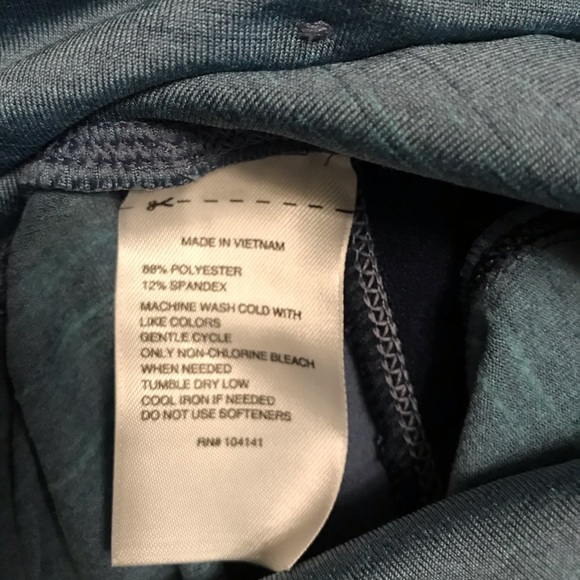 MADE IN VIETNAM
88% POLYESTER
12% SPANDEX
MACHINE WASH COLD WITH
LIKE COLORS
GENTLE CYCLE
ONLY NON-CHLORINE BLEACH
WHEN NEEDED
TUMBLE DRY LOW
COOL IRON IF NEEDED
DO NOT USE SOFTENERS
RN# 104141